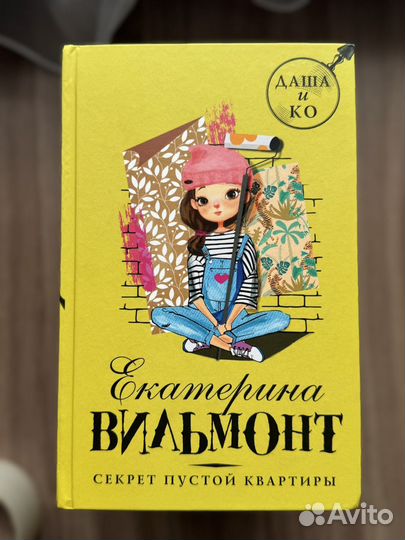 ДАША
и
КО
Екатерина
ВИЛЬМОНТ
СЕКРЕТ ПУСТОЙ КВАРТИРЫ
Avito